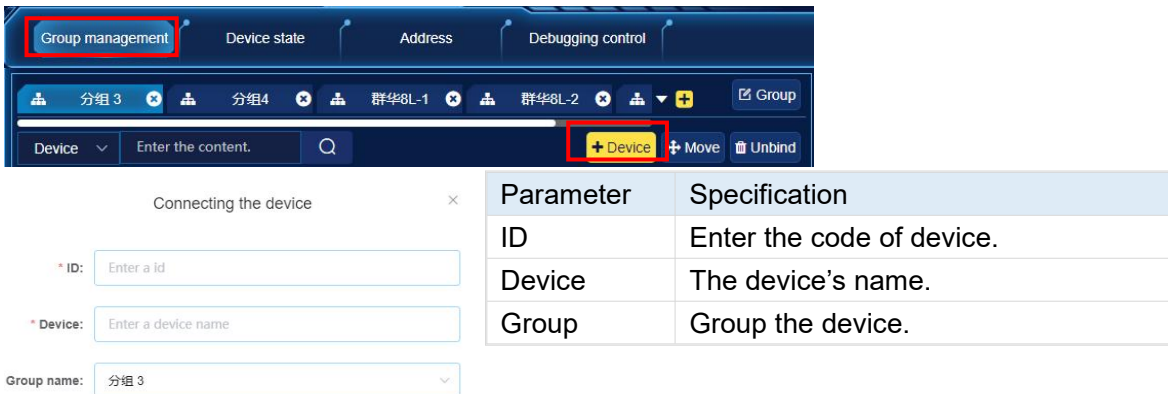 Group management Device state Address Debugging control
分组 3 分组4 群华8L-1 群华8L-2 Group
Device Enter the content. + Device Move Unbind
Connecting the device ×
* ID: Enter a id
* Device: Enter a device name
Group name: 分组 3
Parameter Specification
ID Enter the code of device.
Device The device’s name.
Group Group the device.